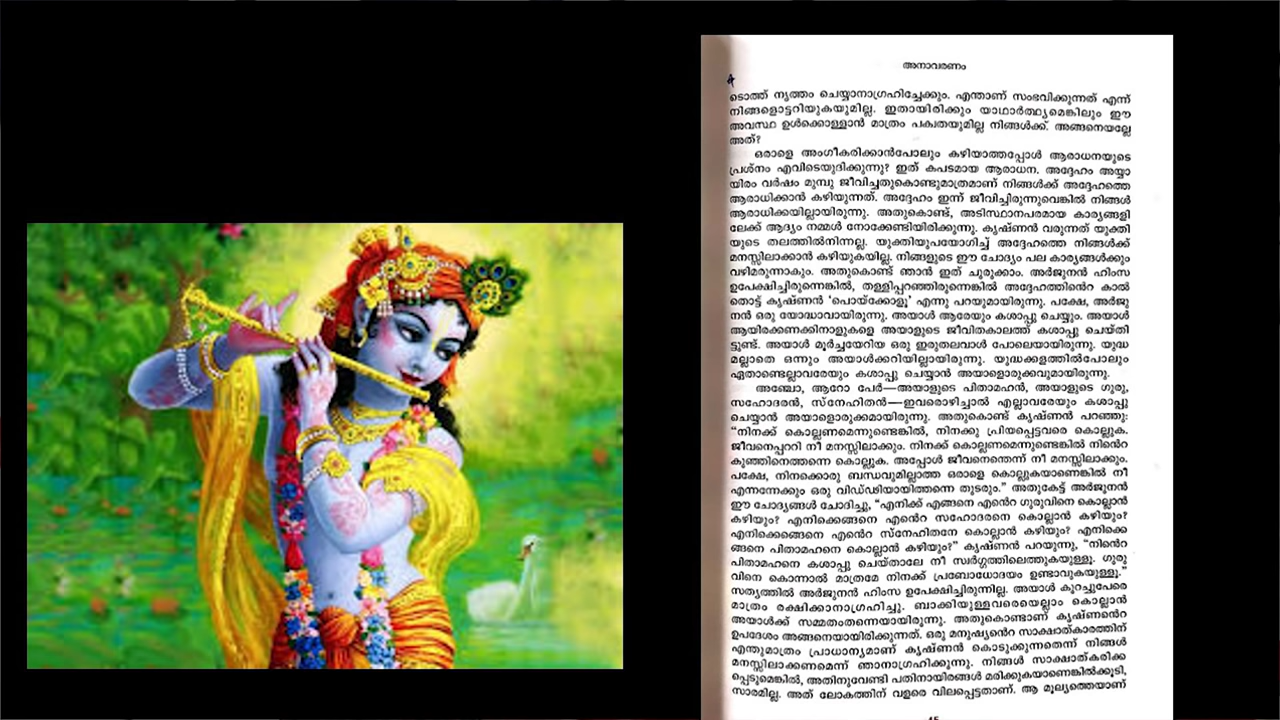 അനാവരണം
ടൊത്ത് നൃത്തം ചെയ്യാനാഗ്രഹിച്ചേക്കും. എന്താണ് സംഭവിക്കുന്നത് എന്ന്
നിങ്ങളൊട്ടറിയുകയുമില്ല. ഇതായിരിക്കും യാഥാർത്ഥ്യമെങ്കിലും ഈ
അവസ്ഥ ഉൾക്കൊള്ളാൻ മാത്രം പക്വതയുമില്ല നിങ്ങൾക്ക്. അങ്ങനെയല്ലേ
അത്?
ഒരാളെ അംഗീകരിക്കാൻപോലും കഴിയാത്തപ്പോൾ ആരാധനയുടെ
പ്രശ്നം എവിടെയുദിക്കുന്നു? ഇത് കപടമായ ആരാധന. അദ്ദേഹം അയ്യാ
യിരം വർഷം മുമ്പു ജീവിച്ചതുകൊണ്ടുമാത്രമാണ് നിങ്ങൾക്ക് അദ്ദേഹത്തെ
ആരാധിക്കാൻ കഴിയുന്നത്. അദ്ദേഹം ഇന്ന് ജീവിച്ചിരുന്നുവെങ്കിൽ നിങ്ങൾ
ആരാധിക്കയില്ലായിരുന്നു. അതുകൊണ്ട്, അടിസ്ഥാനപരമായ കാര്യങ്ങളി
ലേക്ക് ആദ്യം നമ്മൾ നോക്കേണ്ടിയിരിക്കുന്നു. കൃഷ്ണൻ വരുന്നത് യുക്തി
യുടെ തലത്തിൽനിന്നല്ല. യുക്തിയുപയോഗിച്ച് അദ്ദേഹത്തെ നിങ്ങൾക്ക്
മനസ്സിലാക്കാൻ കഴിയുകയില്ല. നിങ്ങളുടെ ഈ ചോദ്യം പല കാര്യങ്ങൾക്കും
വഴിമരുന്നാകും. അതുകൊണ്ട് ഞാൻ ഇത് ചുരുക്കാം. അർജുനൻ ഹിംസ
ഉപേക്ഷിച്ചിരുന്നെങ്കിൽ, തള്ളിപ്പറഞ്ഞിരുന്നെങ്കിൽ അദ്ദേഹത്തിൻെറ കാൽ
തൊട്ട് കൃഷ്ണൻ ‘പൊയ്ക്കോളൂ’ എന്നു പറയുമായിരുന്നു. പക്ഷേ, അർജു
നൻ ഒരു യോദ്ധാവായിരുന്നു. അയാൾ ആരേയും കശാപ്പു ചെയ്യും. അയാൾ
ആയിരക്കണക്കിനാളുകളെ അയാളുടെ ജീവിതകാലത്ത് കശാപ്പു ചെയ്തി
ട്ടുണ്ട്. അയാൾ മൂർച്ചയേറിയ ഒരു ഇരുതലവാൾ പോലെയായിരുന്നു. യുദ്ധ
മല്ലാതെ ഒന്നും അയാൾക്കറിയില്ലായിരുന്നു. യുദ്ധക്കളത്തിൽപോലും
ഏതാണ്ടെല്ലാവരേയും കശാപ്പു ചെയ്യാൻ അയാളൊരുക്കവുമായിരുന്നു.
അഞ്ചോ, ആറോ പേർ—അയാളുടെ പിതാമഹൻ, അയാളുടെ ഗുരു,
സഹോദരൻ, സ്നേഹിതൻ—ഇവരൊഴിച്ചാൽ എല്ലാവരേയും കശാപ്പു
ചെയ്യാൻ അയാളൊരുക്കമായിരുന്നു. അതുകൊണ്ട് കൃഷ്ണൻ പറഞ്ഞു:
“നിനക്ക് കൊല്ലണമെന്നുണ്ടെങ്കിൽ, നിനക്കു പ്രിയപ്പെട്ടവരെ കൊല്ലുക.
ജീവനെപ്പററി നീ മനസ്സിലാക്കും. നിനക്ക് കൊല്ലണമെന്നുണ്ടെങ്കിൽ നിൻെറ
കുഞ്ഞിനെത്തന്നെ കൊല്ലുക. അപ്പോൾ ജീവനെന്തെന്ന് നീ മനസ്സിലാക്കും.
പക്ഷേ, നിനക്കൊരു ബന്ധവുമില്ലാത്ത ഒരാളെ കൊല്ലുകയാണെങ്കിൽ നീ
എന്നന്നേക്കും ഒരു വിഡ്ഢിയായിത്തന്നെ തുടരും.” അതുകേട്ട് അർജുനൻ
ഈ ചോദ്യങ്ങൾ ചോദിച്ചു, “എനിക്ക് എങ്ങനെ എൻെറ ഗുരുവിനെ കൊല്ലാൻ
കഴിയും? എനിക്കെങ്ങനെ എൻെറ സഹോദരനെ കൊല്ലാൻ കഴിയും?
എനിക്കെങ്ങെനെ എൻെറ സ്നേഹിതനേ കൊല്ലാൻ കഴിയും? എനിക്കെ
ങ്ങനെ പിതാമഹനെ കൊല്ലാൻ കഴിയും?” കൃഷ്ണൻ പറയുന്നു, “നിൻെറ
പിതാമഹനെ കശാപ്പു ചെയ്താലേ നീ സ്വർഗ്ഗത്തിലെത്തുകയുള്ളൂ. ഗുരു
വിനെ കൊന്നാൽ മാത്രമേ നിനക്ക് പ്രബോധോദയം ഉണ്ടാവുകയുള്ളൂ.”
സത്യത്തിൽ അർജുനൻ ഹിംസ ഉപേക്ഷിച്ചിരുന്നില്ല. അയാൾ കുറച്ചുപേരെ
മാത്രം രക്ഷിക്കാനാഗ്രഹിച്ചു. ബാക്കിയുള്ളവരെയെല്ലാം കൊല്ലാൻ
അയാൾക്ക് സമ്മതംതന്നെയായിരുന്നു. അതുകൊണ്ടാണ് കൃഷ്ണൻെറ
ഉപദേശം അങ്ങനെയായിരിക്കുന്നത്. ഒരു മനുഷ്യൻെറ സാക്ഷാത്കാരത്തിന്
എന്തുമാത്രം പ്രാധാന്യമാണ് കൃഷ്ണൻ കൊടുക്കുന്നതെന്ന് നിങ്ങൾ
മനസ്സിലാക്കണമെന്ന് ഞാനാഗ്രഹിക്കുന്നു. നിങ്ങൾ സാക്ഷാത്കരിക്ക
പ്പെടുമെങ്കിൽ, അതിനുവേണ്ടി പതിനായിരങ്ങൾ മരിക്കുകയാണെങ്കിൽക്കൂടി,
സാരമില്ല. അത് ലോകത്തിന് വളരെ വിലപ്പെട്ടതാണ്. ആ മൂല്യത്തെയാണ്